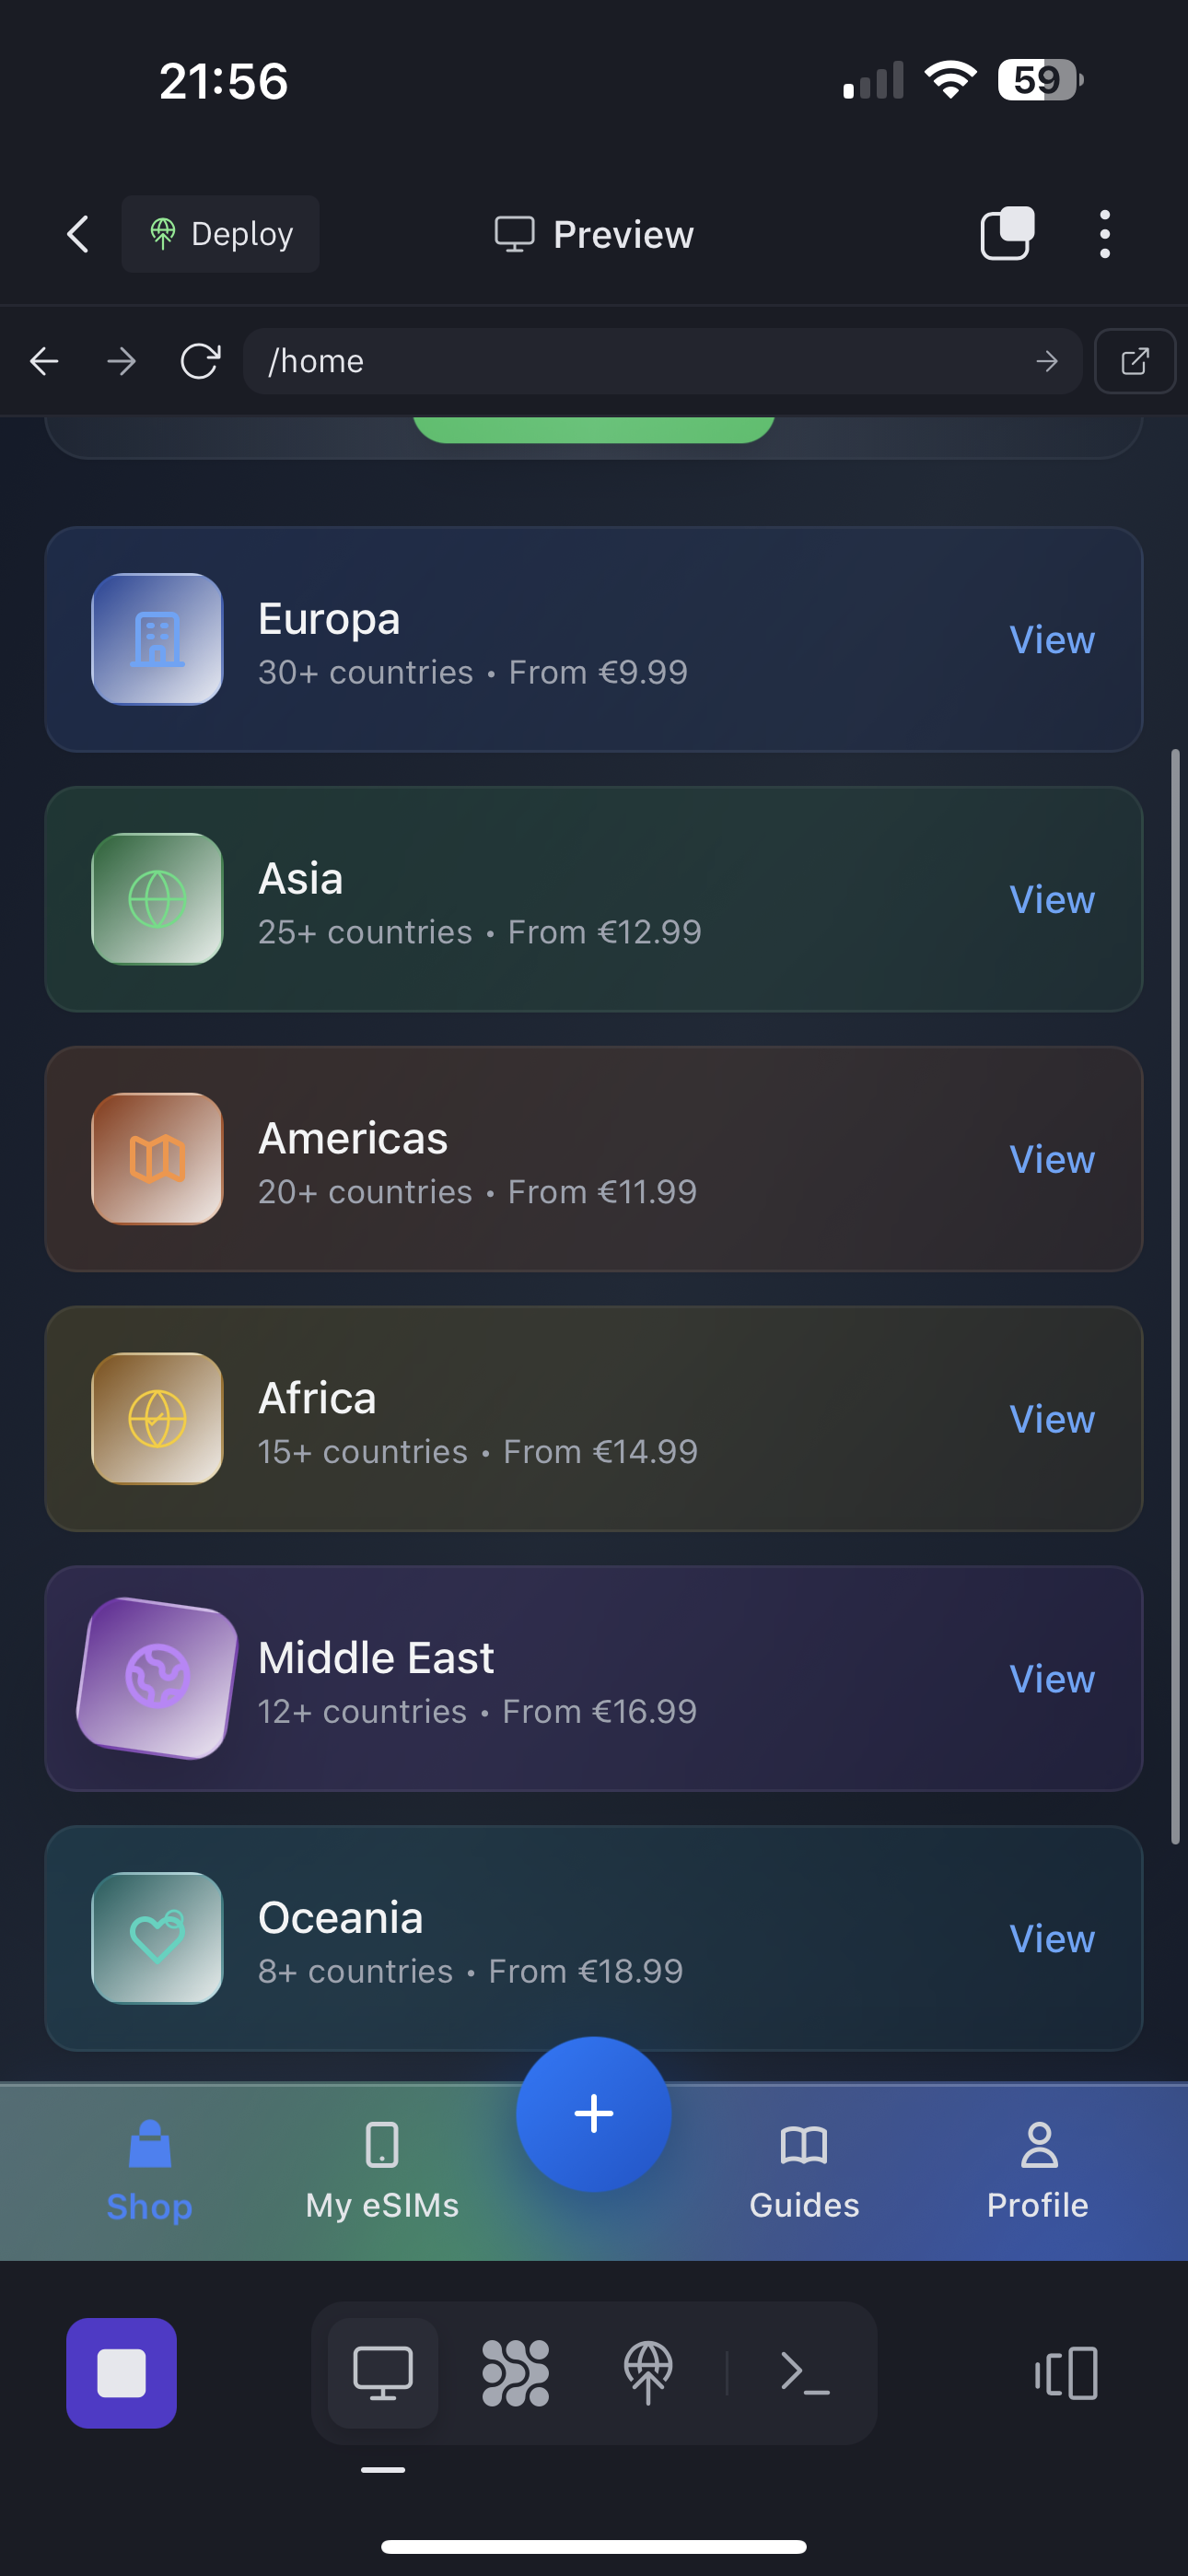 21:56
59
Deploy
Preview
/home
Europa
30+ countries • From €9.99
View
Asia
25+ countries • From €12.99
View
Americas
20+ countries • From €11.99
View
Africa
15+ countries • From €14.99
View
Middle East
12+ countries • From €16.99
View
Oceania
8+ countries • From €18.99
View
Shop
My eSIMs
Guides
Profile